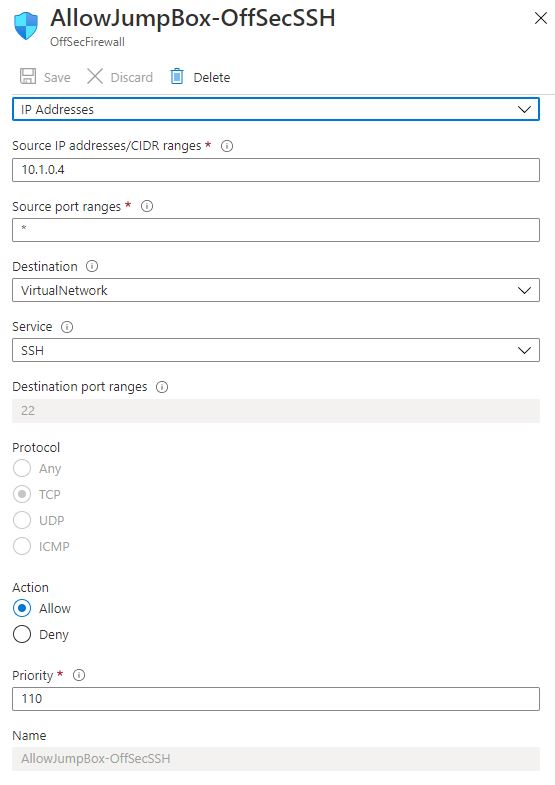 AllowJumpBox-OffSecSSH
OffSecFirewall
Save Discard Delete
IP Addresses
Source IP addresses/CIDR ranges *
10.1.0.4
Source port ranges *
*
Destination
VirtualNetwork
Service
SSH
Destination port ranges
22
Protocol
Any
TCP
UDP
ICMP
Action
Allow
Deny
Priority *
110
Name
AllowJumpBox-OffSecSSH